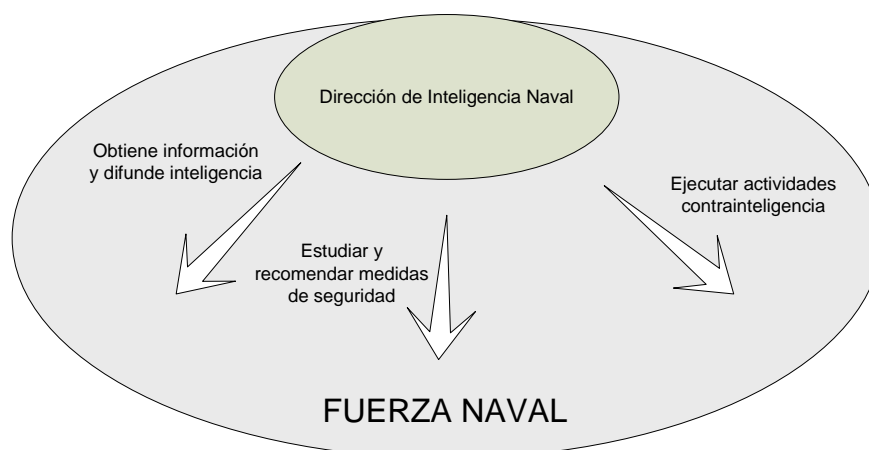 Dirección de Inteligencia Naval
Obtiene información
y difunde inteligencia
Ejecutar actividades
contrainteligencia
Estudiar y
recomendar medidas
de seguridad
FUERZA NAVAL